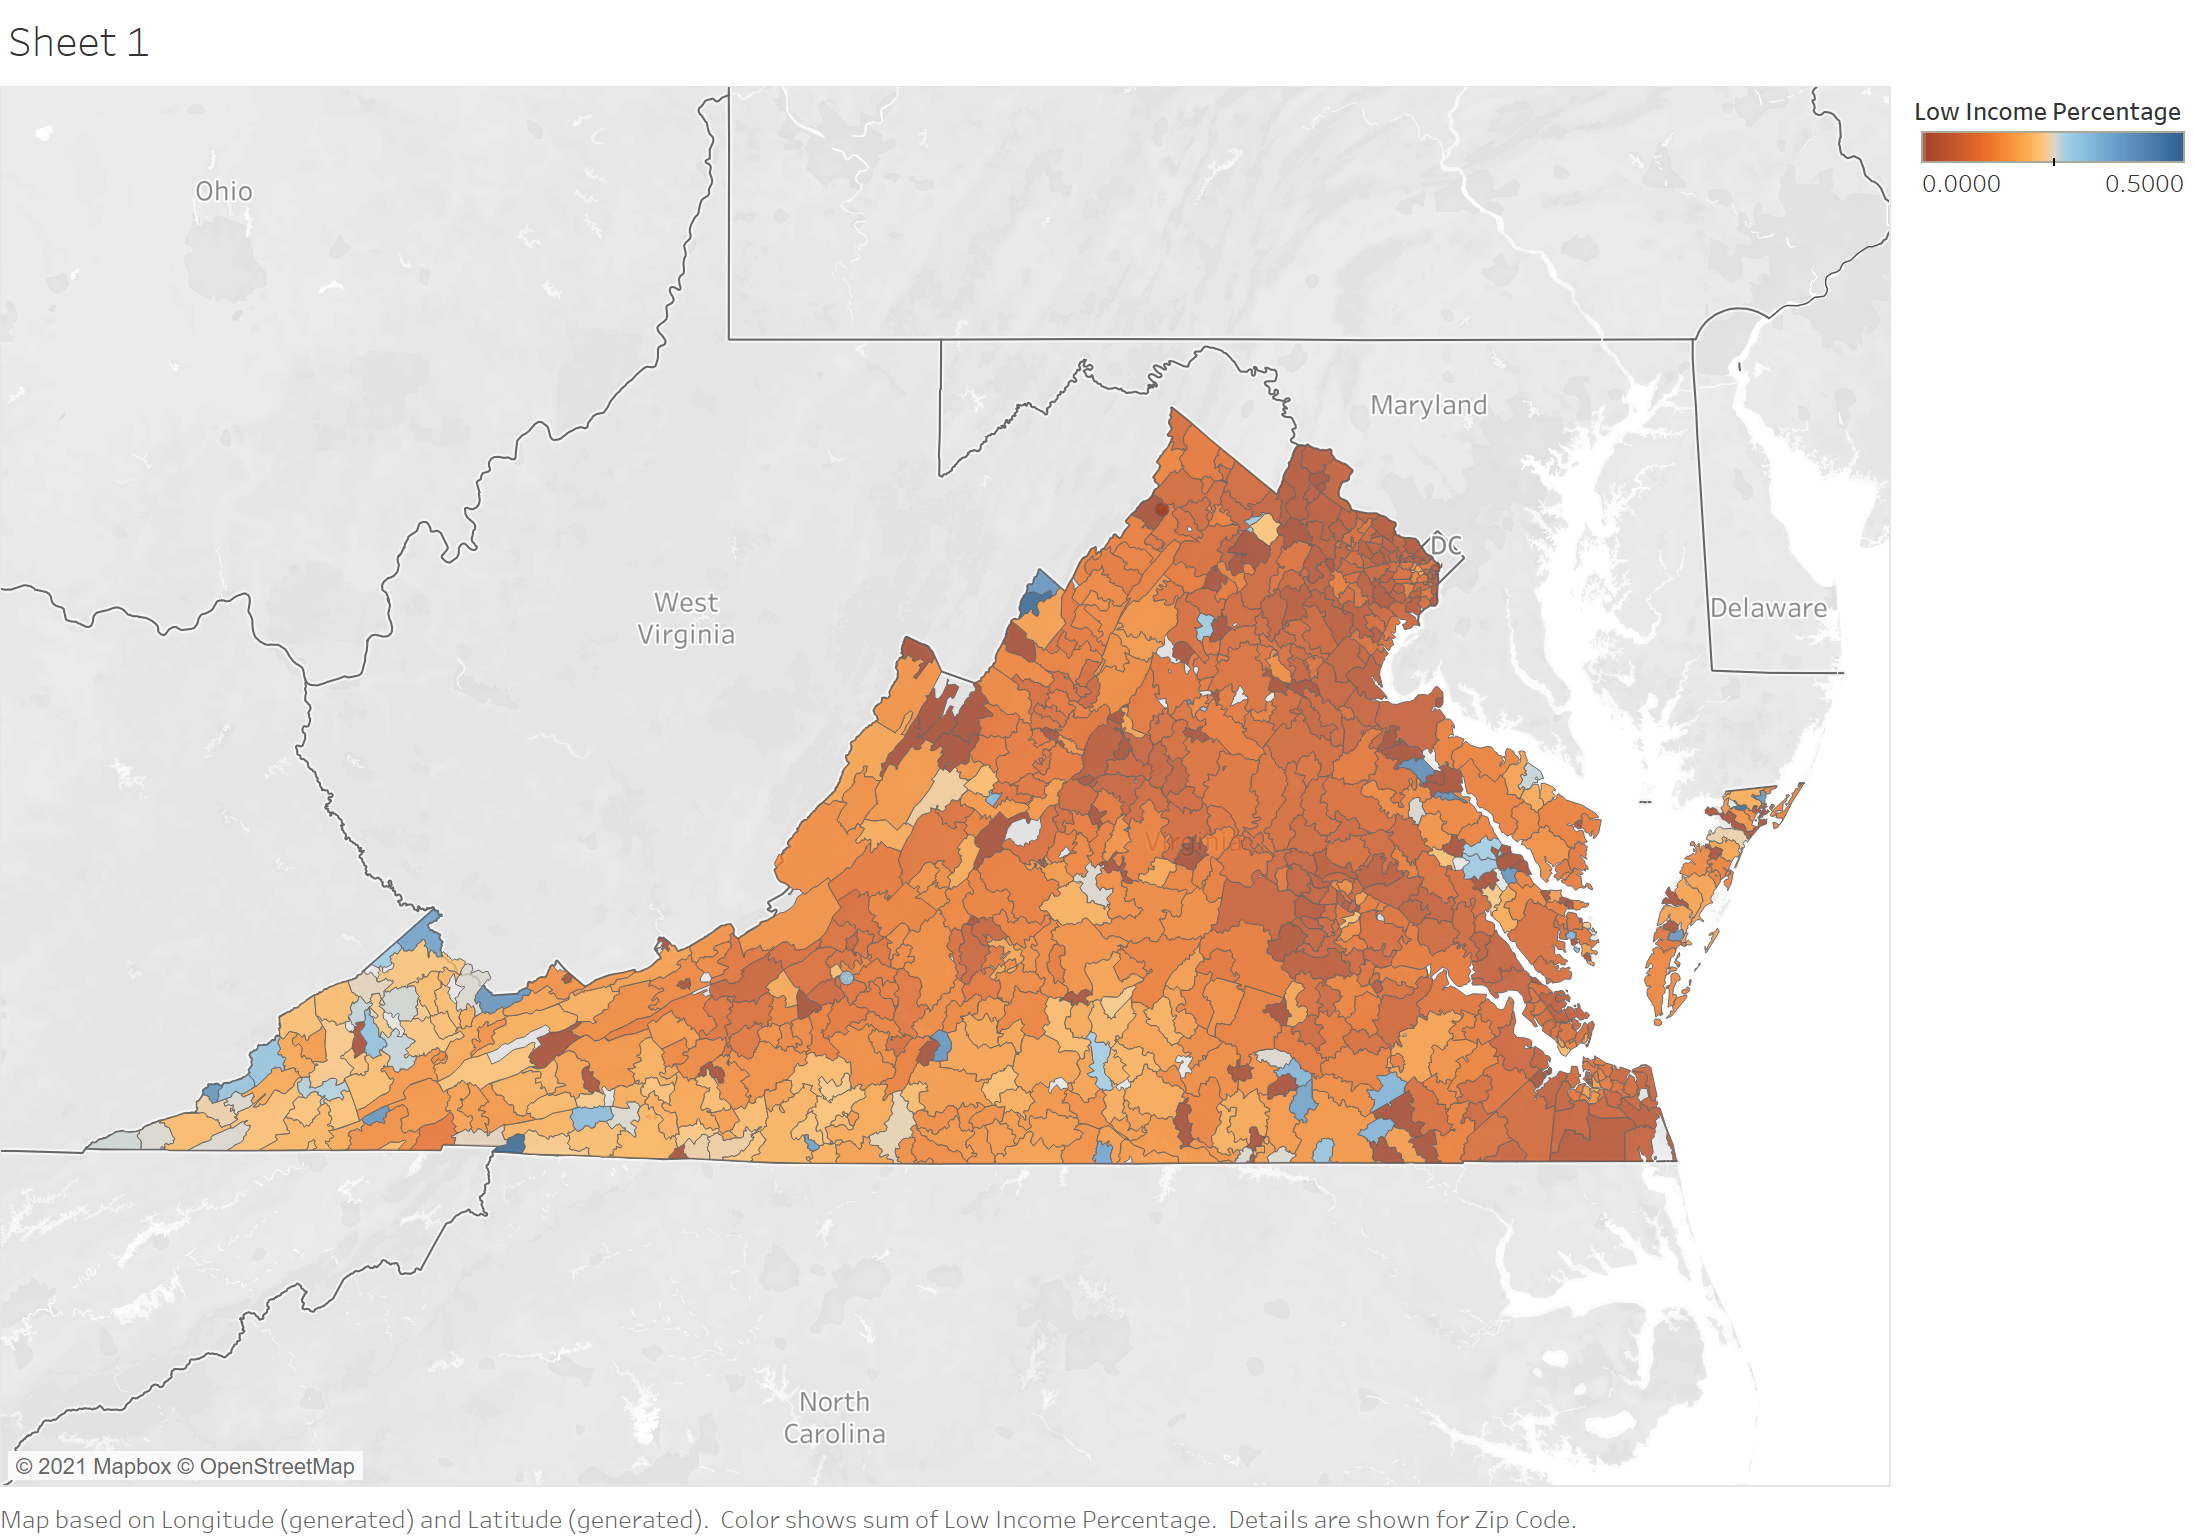 Sheet 1
Low Income Percentage
0.0000 0.5000
Ohio
Maryland
DC
West
Virginia
Delaware
Virginia
North
Carolina
© 2021 Mapbox © OpenStreetMap
Map based on Longitude (generated) and Latitude (generated).  Color shows sum of Low Income Percentage.  Details are shown for Zip Code.